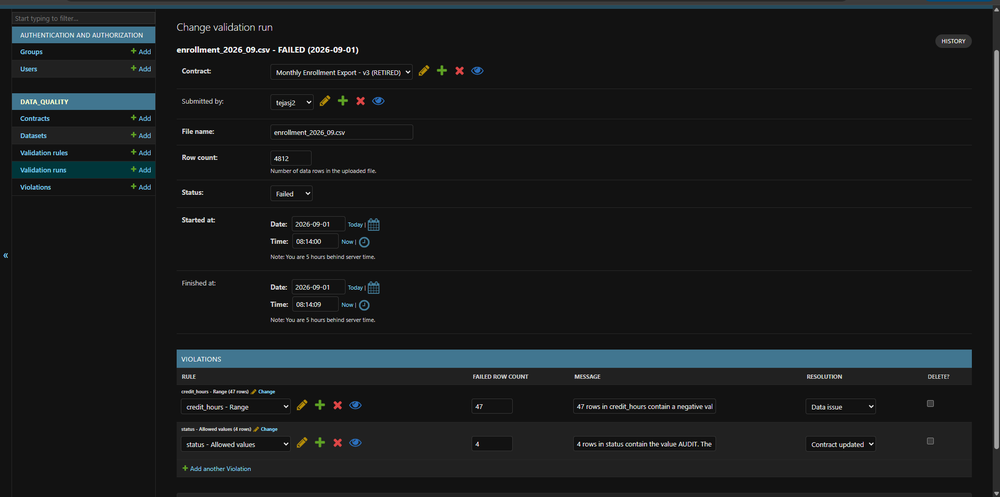 Start typing to filter...
AUTHENTICATION AND AUTHORIZATION
Groups Add
Users Add
DATA_QUALITY
Contracts Add
Datasets Add
Validation rules Add
Validation runs Add
Violations Add
«
Change validation run
HISTORY
enrollment_2026_09.csv - FAILED (2026-09-01)
Contract: Monthly Enrollment Export - v3 (RETIRED)
Submitted by: tejasj2
File name: enrollment_2026_09.csv
Row count: 4812
Number of data rows in the uploaded file.
Status: Failed
Started at:
Date: 2026-09-01 Today |
Time: 08:14:00 Now |
Note: You are 5 hours behind server time.
Finished at:
Date: 2026-09-01 Today |
Time: 08:14:09 Now |
Note: You are 5 hours behind server time.
VIOLATIONS
RULE FAILED ROW COUNT MESSAGE RESOLUTION DELETE?
credit_hours - Range (47 rows) Change
credit_hours - Range 47 47 rows in credit_hours contain a negative val Data issue
status - Allowed values (4 rows) Change
status - Allowed values 4 4 rows in status contain the value AUDIT. The Contract updated
Add another Violation